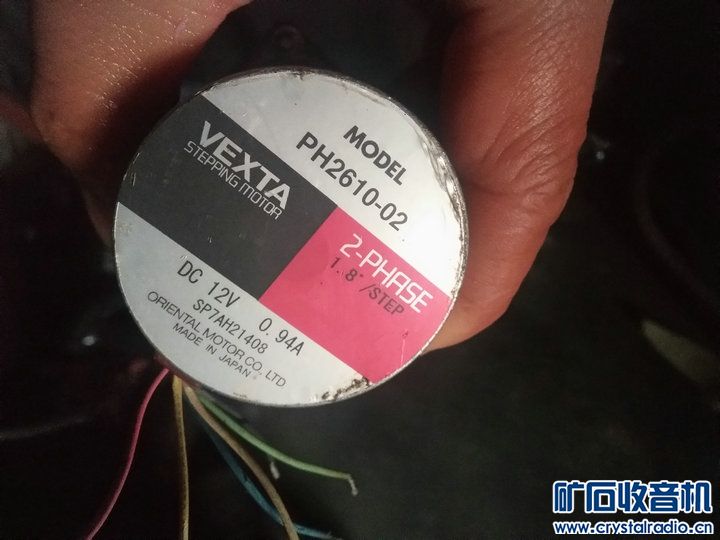 MODEL
PH2610-02
VEXTA
STEPPING MOTOR
2-PHASE
1.8°/STEP
DC 12V 0.94A
SP7AH21408
ORIENTAL MOTOR CO., LTD
MADE IN JAPAN
矿石收音机
www.crystalradio.cn